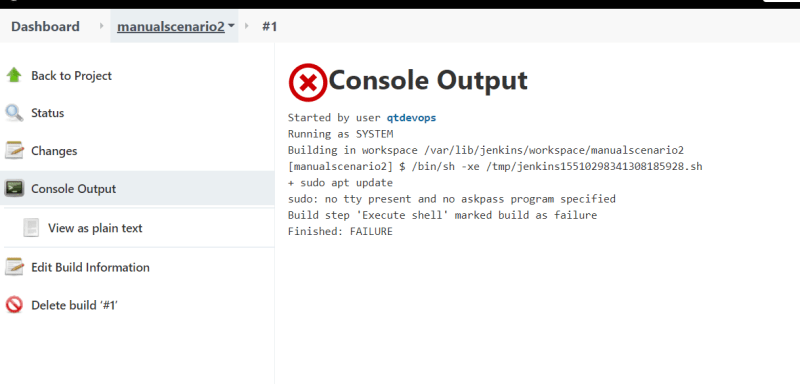 Dashboard manualscenario2 #1
Back to Project
Status
Changes
Console Output
View as plain text
Edit Build Information
Delete build '#1'
Console Output
Started by user qtdevops
Running as SYSTEM
Building in workspace /var/lib/jenkins/workspace/manualscenario2
[manualscenario2] $ /bin/sh -xe /tmp/jenkins15510298341308185928.sh
+ sudo apt update
sudo: no tty present and no askpass program specified
Build step 'Execute shell' marked build as failure
Finished: FAILURE